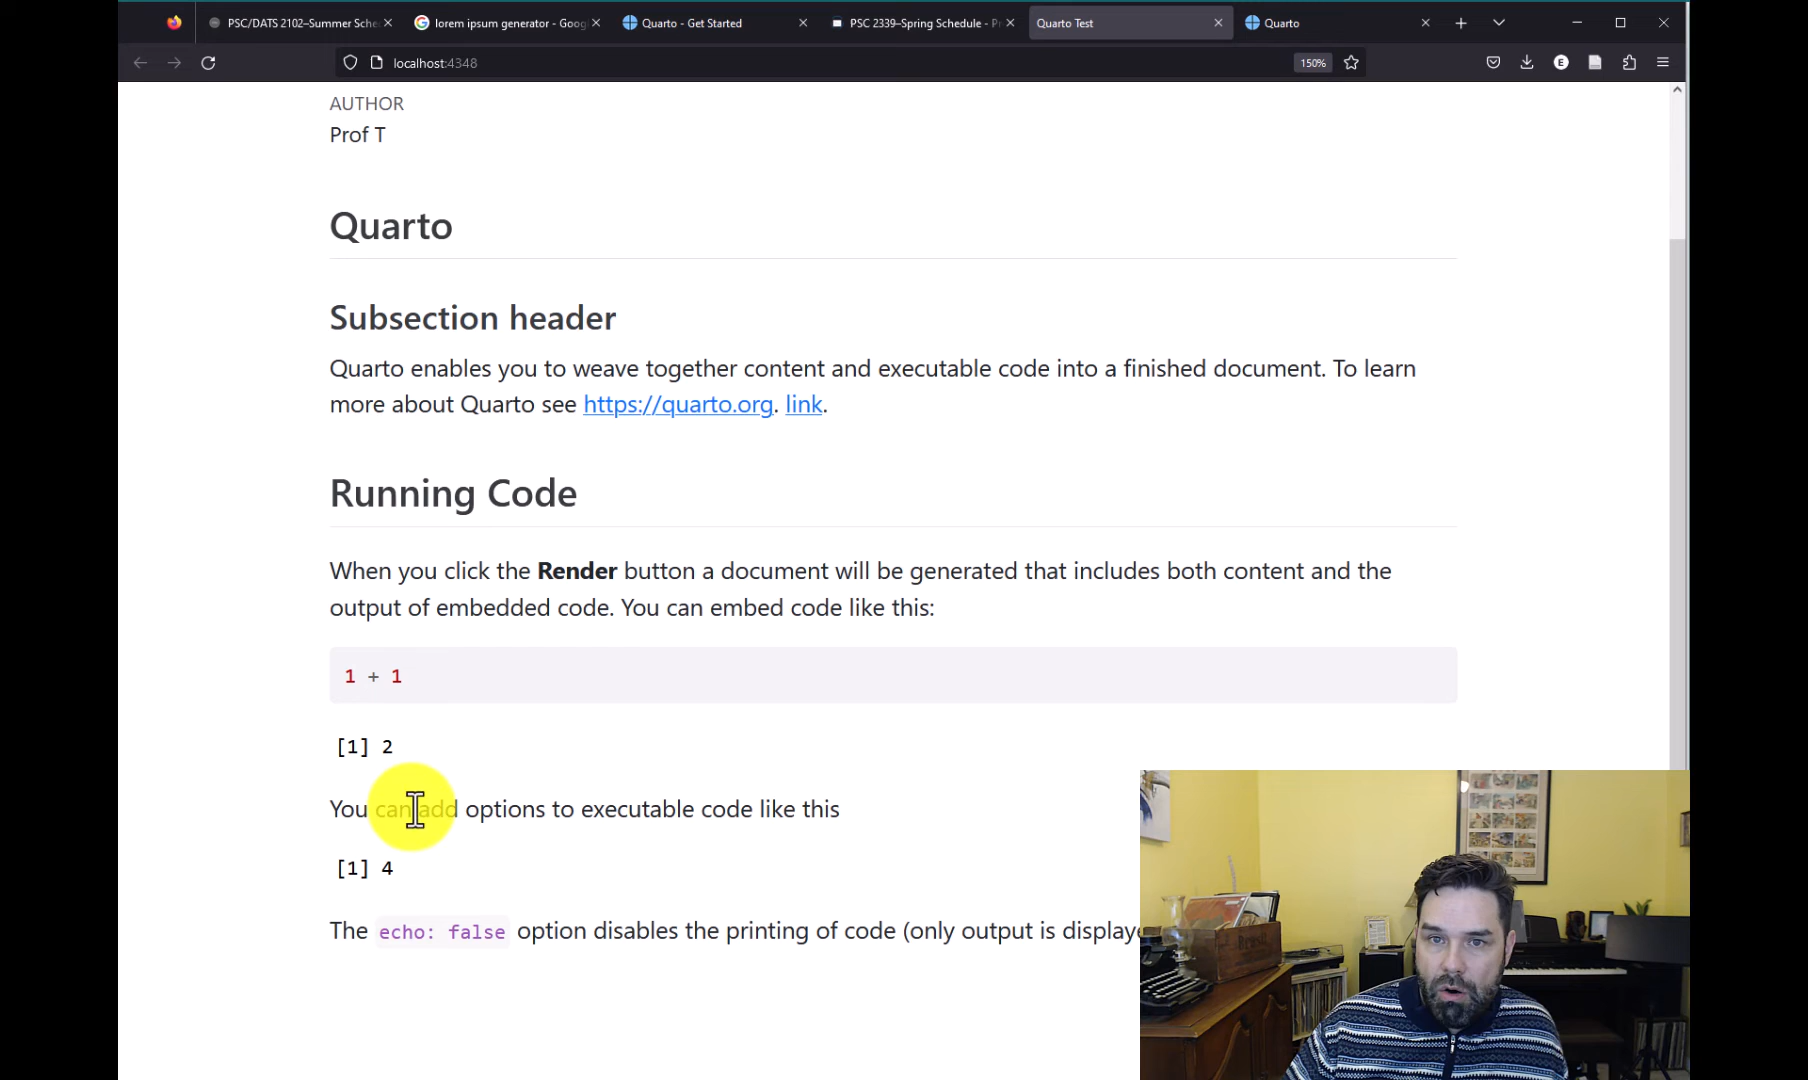 PSC/DATS 2102–Summer Sche
lorem ipsum generator - Goog
Quarto - Get Started
PSC 2339–Spring Schedule - P
Quarto Test
Quarto
localhost:4348
150%
E
AUTHOR
Prof T
Quarto
Subsection header
Quarto enables you to weave together content and executable code into a finished document. To learn
more about Quarto see https://quarto.org. link.
Running Code
When you click the Render button a document will be generated that includes both content and the
output of embedded code. You can embed code like this:
1 + 1
[1] 2
You can add options to executable code like this
[1] 4
The echo: false option disables the printing of code (only output is displaye